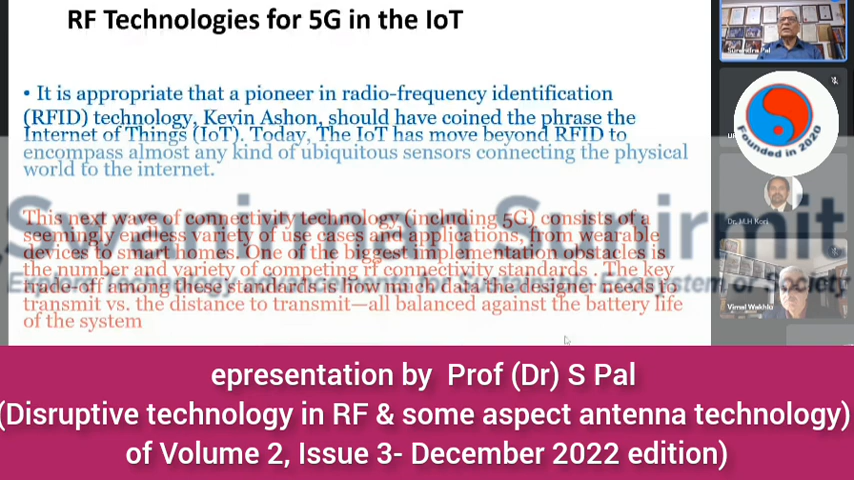 RF Technologies for 5G in the IoT
• It is appropriate that a pioneer in radio-frequency identification
(RFID) technology, Kevin Ashon, should have coined the phrase the
Internet of Things (IoT). Today, The IoT has move beyond RFID to
encompass almost any kind of ubiquitous sensors connecting the physical
world to the internet.
This next wave of connectivity technology (including 5G) consists of a
seemingly endless variety of use cases and applications, from wearable
devices to smart homes. One of the biggest implementation obstacles is
the number and variety of competing rf connectivity standards . The key
trade-off among these standards is how much data the designer needs to
transmit vs. the distance to transmit—all balanced against the battery life
of the system
Surendra Pal
Founded in 2020
Dr. M.H Kori
Vimal Wakhlu
epresentation by Prof (Dr) S Pal
(Disruptive technology in RF & some aspect antenna technology)
of Volume 2, Issue 3- December 2022 edition)